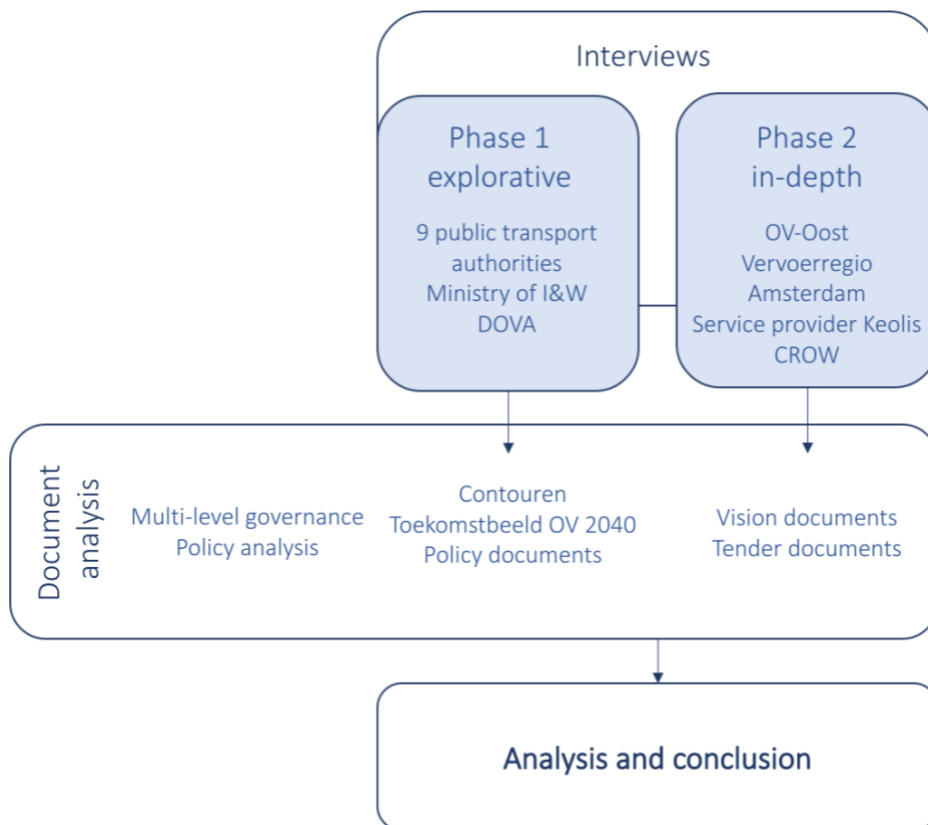 Interviews
Phase 1
explorative
9 public transport
authorities
Ministry of I&W
DOVA
Phase 2
in-depth
OV-Oost
Vervoerregio
Amsterdam
Service provider Keolis
CROW
Document
analysis
Multi-level governance
Policy analysis
Contouren
Toekomstbeeld OV 2040
Policy documents
Vision documents
Tender documents
Analysis and conclusion